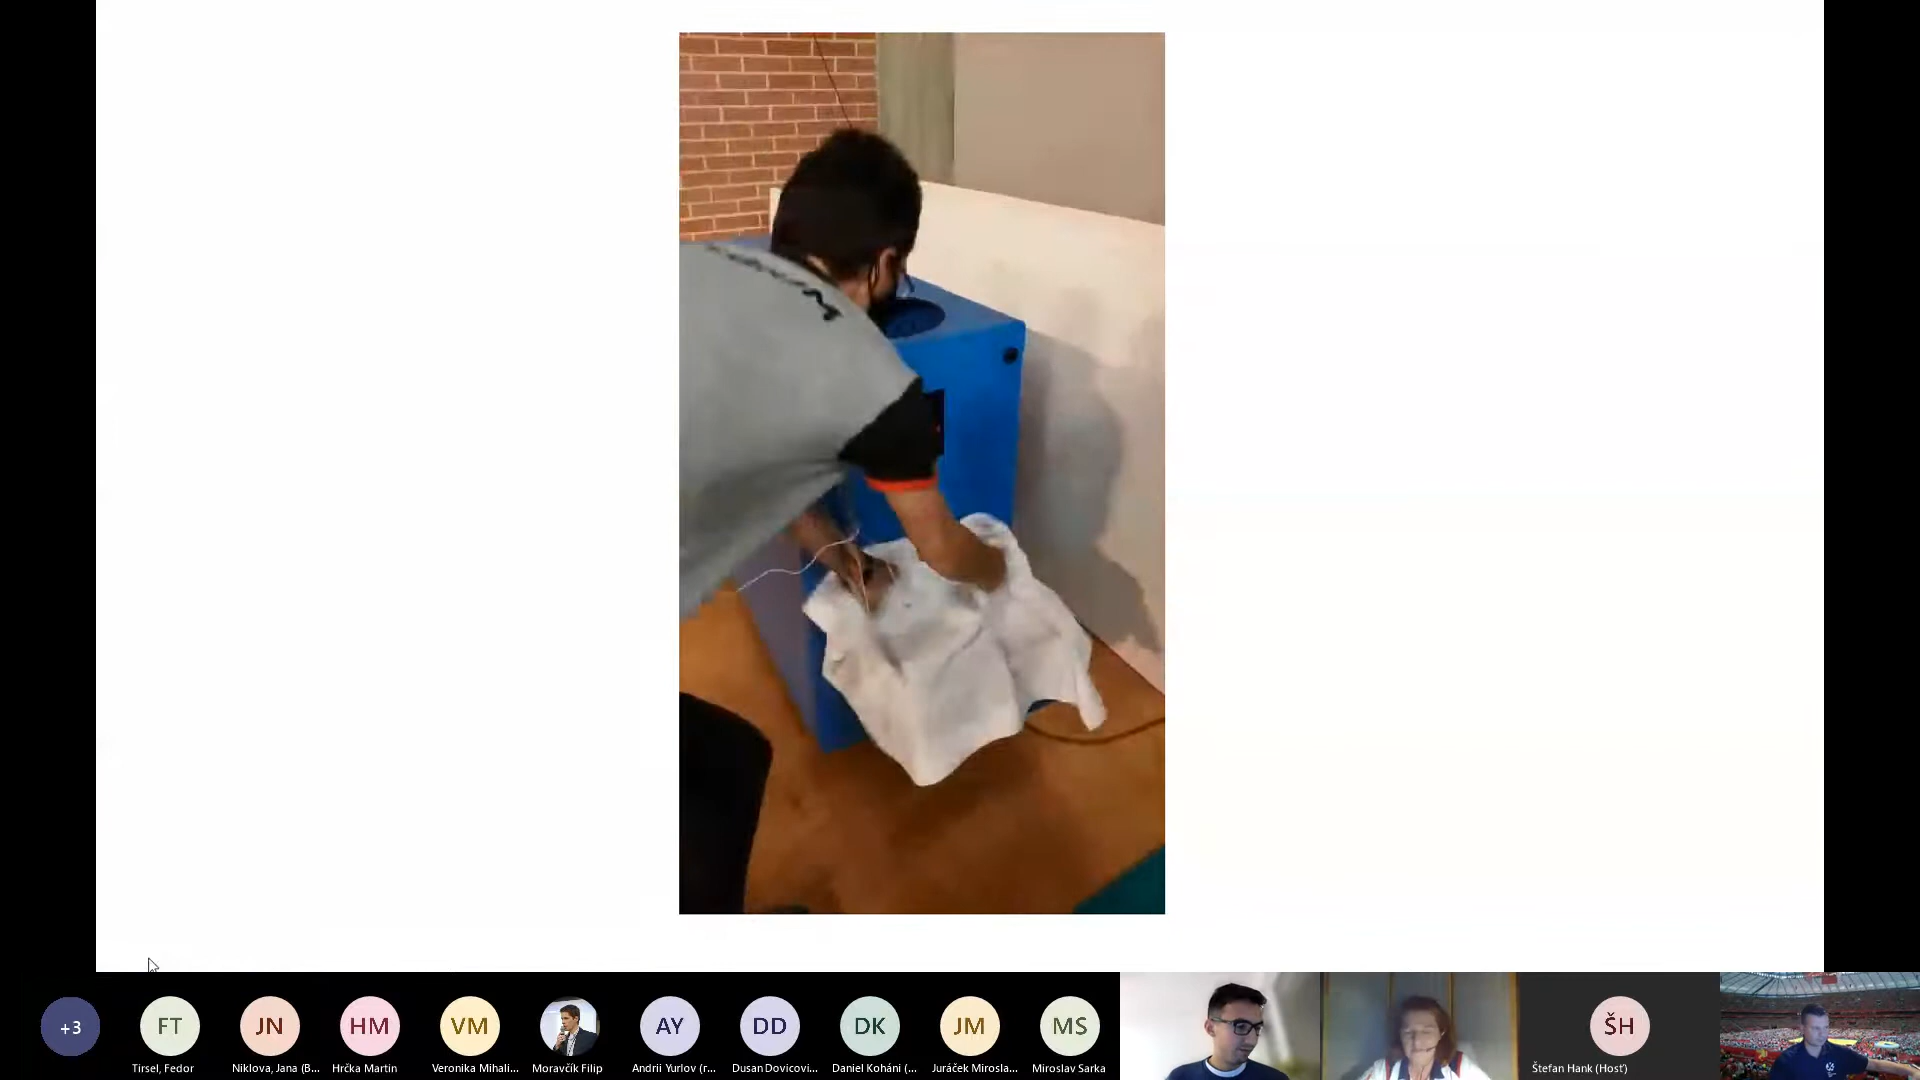 +3
FT
JN
HM
VM
AY
DD
DK
JM
MS
ŠH
Tirsel, Fedor
Niklova, Jana (B...
Hrčka Martin
Veronika Mihali...
Moravčík Filip
Andrii Yurlov (r...
Dusan Dovicovi...
Daniel Koháni (...
Juráček Mirosla...
Miroslav Sarka
Štefan Hank (Hosť)